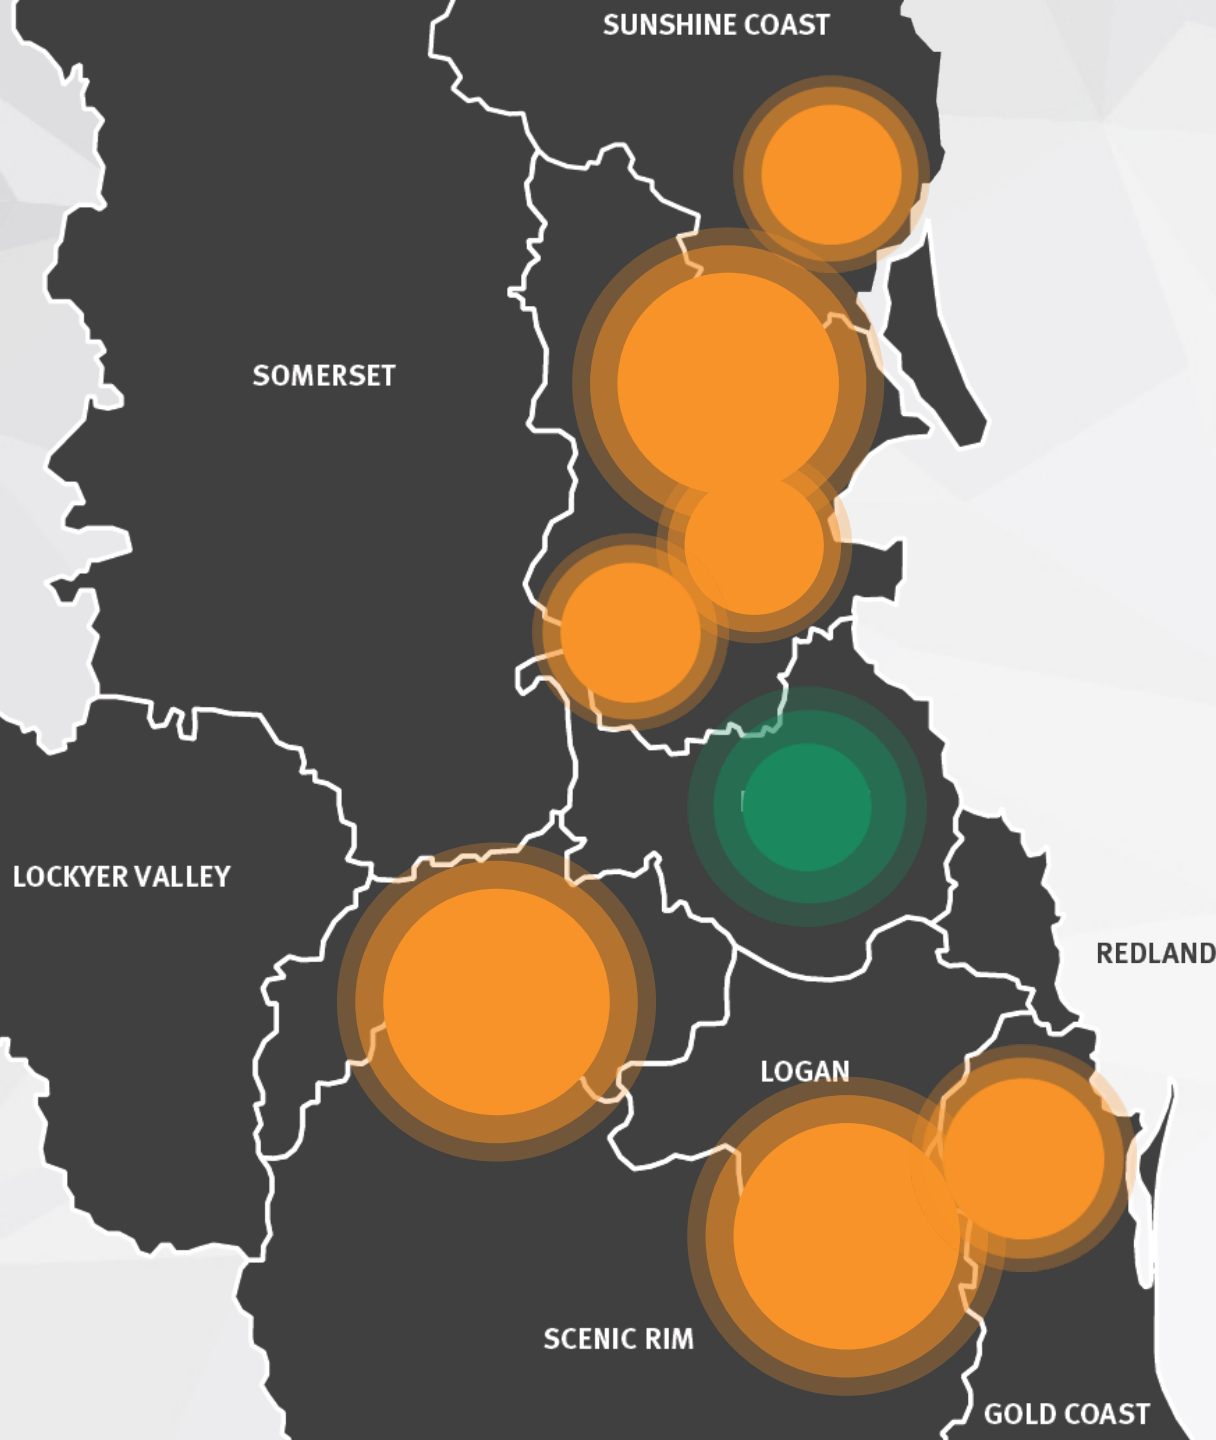 SUNSHINE COAST
SOMERSET
LOCKYER VALLEY
REDLAND
LOGAN
SCENIC RIM
GOLD COAST